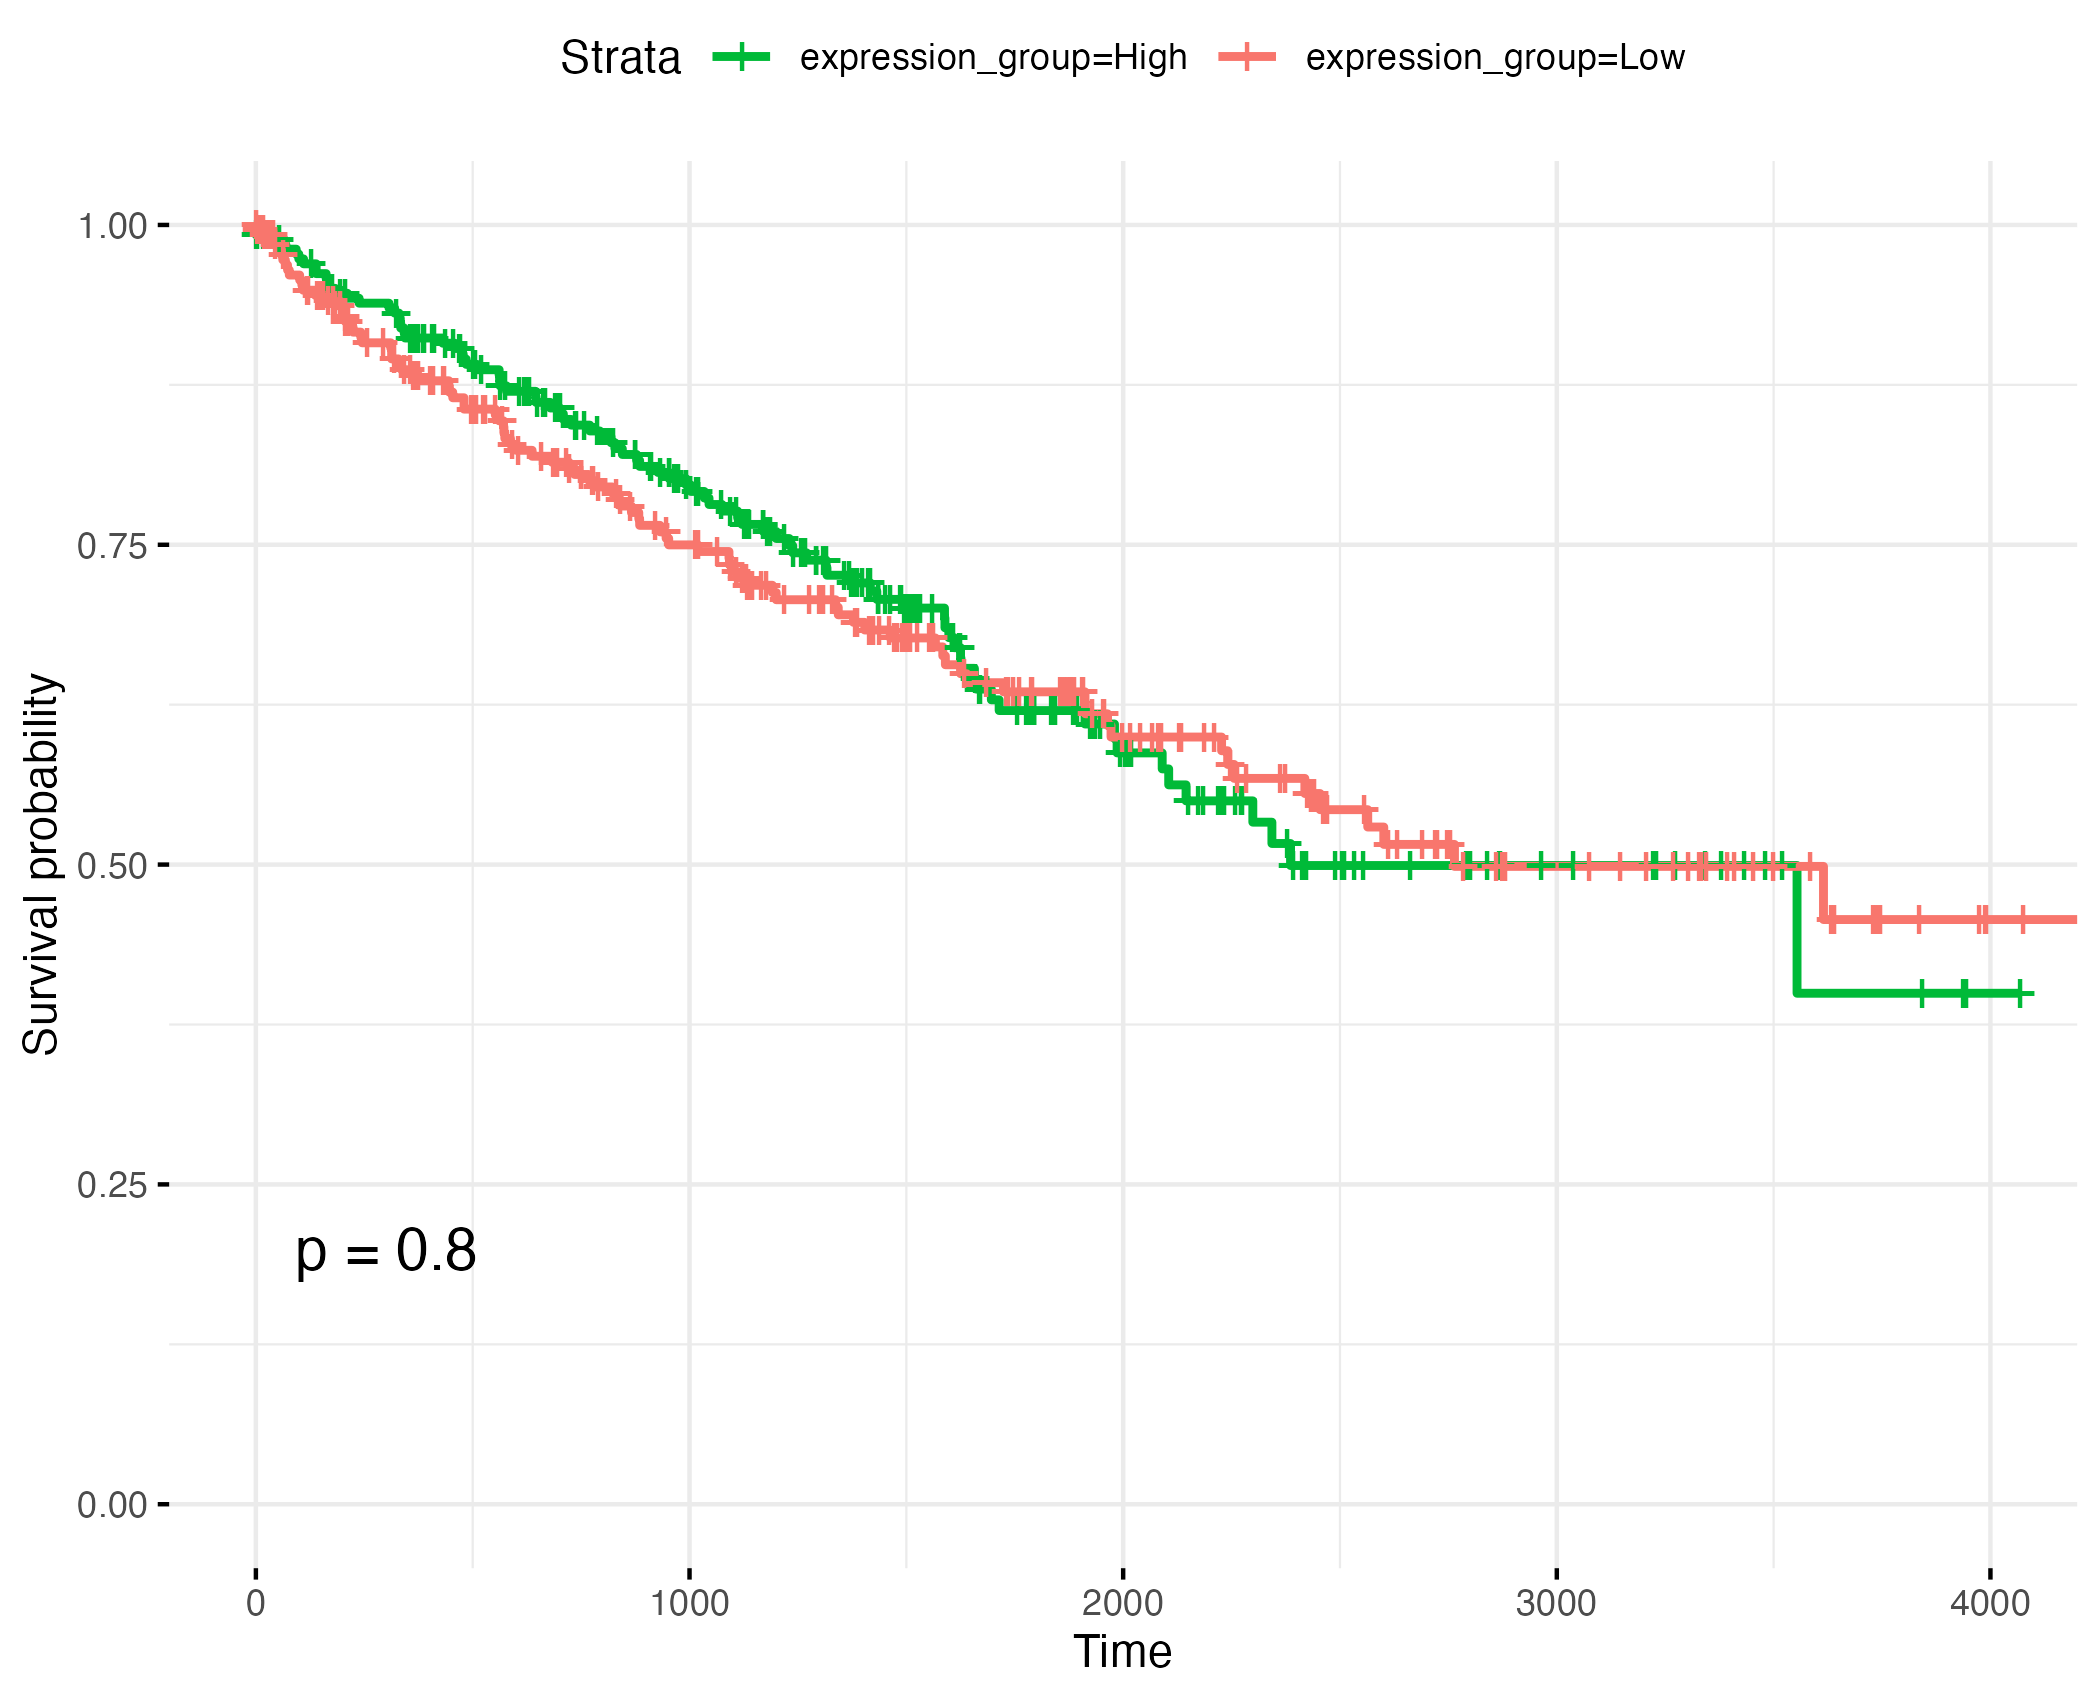 Strata expression_group=High expression_group=Low
Survival probability
1.00
0.75
0.50
0.25
0.00
p = 0.8
0 1000 2000 3000 4000
Time